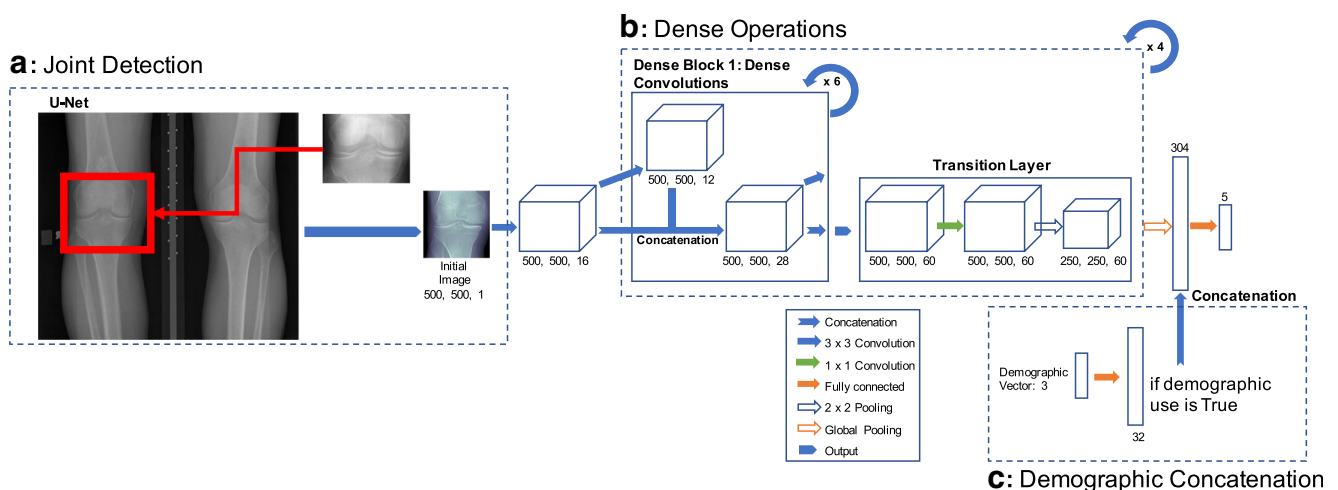 a: Joint Detection
U-Net
Initial
Image
500, 500, 1
500, 500, 16
b: Dense Operations
x 4
Dense Block 1: Dense
Convolutions
x 6
500, 500, 12
Concatenation
500, 500, 28
Transition Layer
500, 500, 60
500, 500, 60
250, 250, 60
304
5
Concatenation
Concatenation
3 x 3 Convolution
1 x 1 Convolution
Fully connected
2 x 2 Pooling
Global Pooling
Output
Demographic
Vector: 3
32
if demographic
use is True
c: Demographic Concatenation